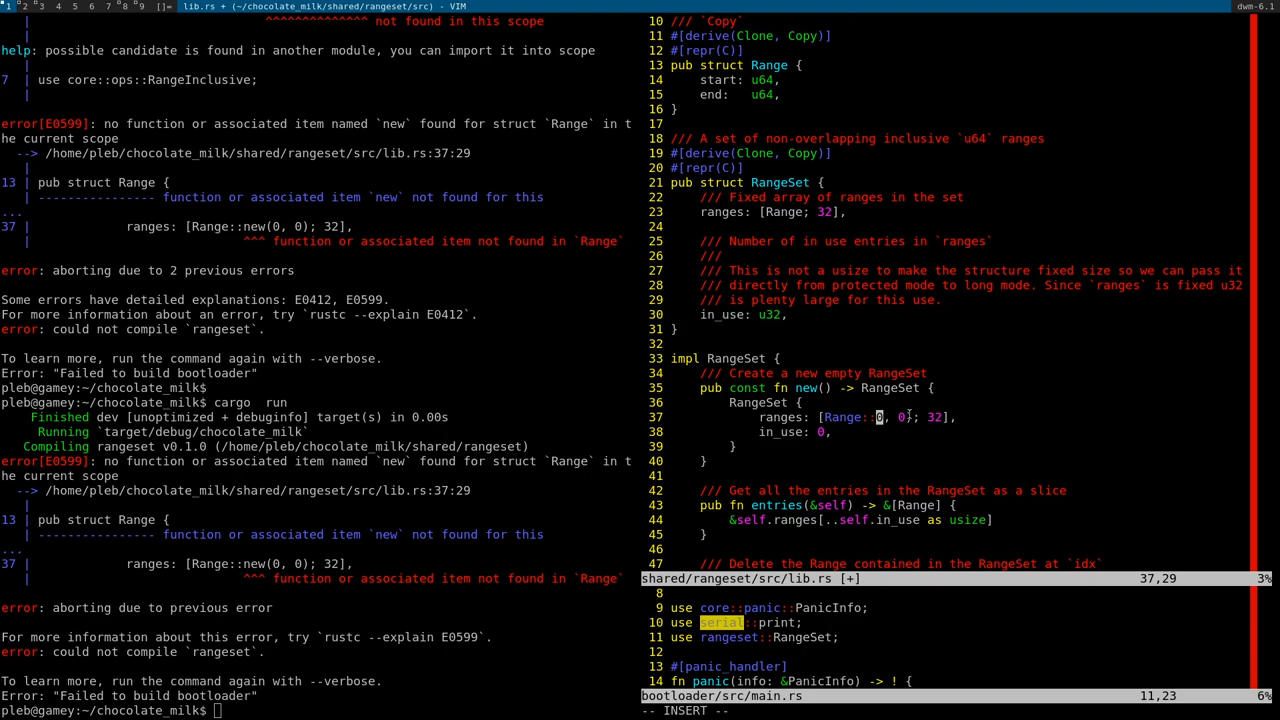 1 2 3 4 5 6 7 8 9 []= lib.rs + (~/chocolate_milk/shared/rangeset/src) - VIM dwm-6.1
| ^^^^^^^^^^^^^^ not found in this scope
|
help: possible candidate is found in another module, you can import it into scope
|
7 | use core::ops::RangeInclusive;
|
error[E0599]: no function or associated item named `new` found for struct `Range` in t
he current scope
--> /home/pleb/chocolate_milk/shared/rangeset/src/lib.rs:37:29
|
13 | pub struct Range {
| ---------------- function or associated item `new` not found for this
...
37 | ranges: [Range::new(0, 0); 32],
| ^^^ function or associated item not found in `Range`
error: aborting due to 2 previous errors
Some errors have detailed explanations: E0412, E0599.
For more information about an error, try `rustc --explain E0412`.
error: could not compile `rangeset`.
To learn more, run the command again with --verbose.
Error: "Failed to build bootloader"
pleb@gamey:~/chocolate_milk$
pleb@gamey:~/chocolate_milk$ cargo  run
Finished dev [unoptimized + debuginfo] target(s) in 0.00s
Running `target/debug/chocolate_milk`
Compiling rangeset v0.1.0 (/home/pleb/chocolate_milk/shared/rangeset)
error[E0599]: no function or associated item named `new` found for struct `Range` in t
he current scope
--> /home/pleb/chocolate_milk/shared/rangeset/src/lib.rs:37:29
|
13 | pub struct Range {
| ---------------- function or associated item `new` not found for this
...
37 | ranges: [Range::new(0, 0); 32],
| ^^^ function or associated item not found in `Range`
error: aborting due to previous error
For more information about this error, try `rustc --explain E0599`.
error: could not compile `rangeset`.
To learn more, run the command again with --verbose.
Error: "Failed to build bootloader"
pleb@gamey:~/chocolate_milk$
10 /// `Copy`
11 #[derive(Clone, Copy)]
12 #[repr(C)]
13 pub struct Range {
14 start: u64,
15 end:   u64,
16 }
17
18 /// A set of non-overlapping inclusive `u64` ranges
19 #[derive(Clone, Copy)]
20 #[repr(C)]
21 pub struct RangeSet {
22 /// Fixed array of ranges in the set
23 ranges: [Range; 32],
24
25 /// Number of in use entries in `ranges`
26 ///
27 /// This is not a usize to make the structure fixed size so we can pass it
28 /// directly from protected mode to long mode. Since `ranges` is fixed u32
29 /// is plenty large for this use.
30 in_use: u32,
31 }
32
33 impl RangeSet {
34 /// Create a new empty RangeSet
35 pub const fn new() -> RangeSet {
36 RangeSet {
37 ranges: [Range::0, 0); 32],
38 in_use: 0,
39 }
40 }
41
42 /// Get all the entries in the RangeSet as a slice
43 pub fn entries(&self) -> &[Range] {
44 &self.ranges[..self.in_use as usize]
45 }
46
47 /// Delete the Range contained in the RangeSet at `idx`
shared/rangeset/src/lib.rs [+] 37,29 3%
8
9 use core::panic::PanicInfo;
10 use serial::print;
11 use rangeset::RangeSet;
12
13 #[panic_handler]
14 fn panic(info: &PanicInfo) -> ! {
bootloader/src/main.rs 11,23 6%
-- INSERT --